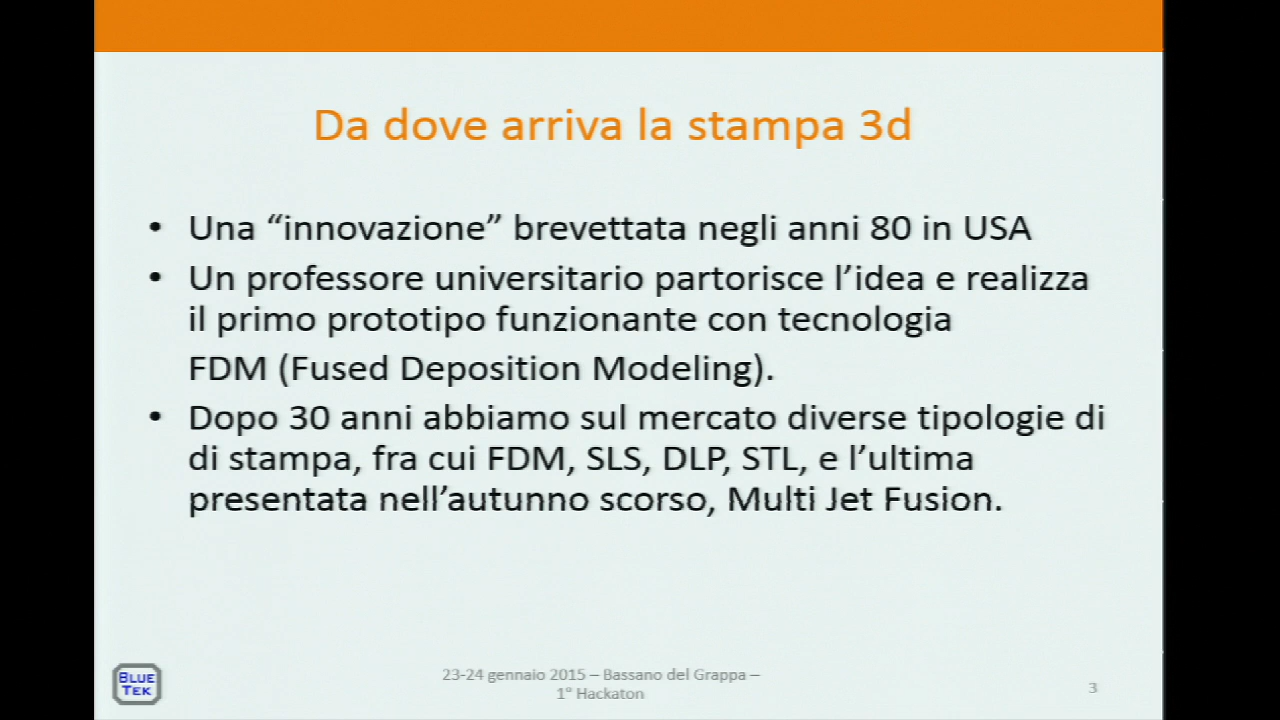 Da dove arriva la stampa 3d
• Una “innovazione” brevettata negli anni 80 in USA
• Un professore universitario partorisce l’idea e realizza
il primo prototipo funzionante con tecnologia
FDM (Fused Deposition Modeling).
• Dopo 30 anni abbiamo sul mercato diverse tipologie di
di stampa, fra cui FDM, SLS, DLP, STL, e l’ultima
presentata nell’autunno scorso, Multi Jet Fusion.
BLUE
TEK
23-24 gennaio 2015 – Bassano del Grappa –
1° Hackaton
3